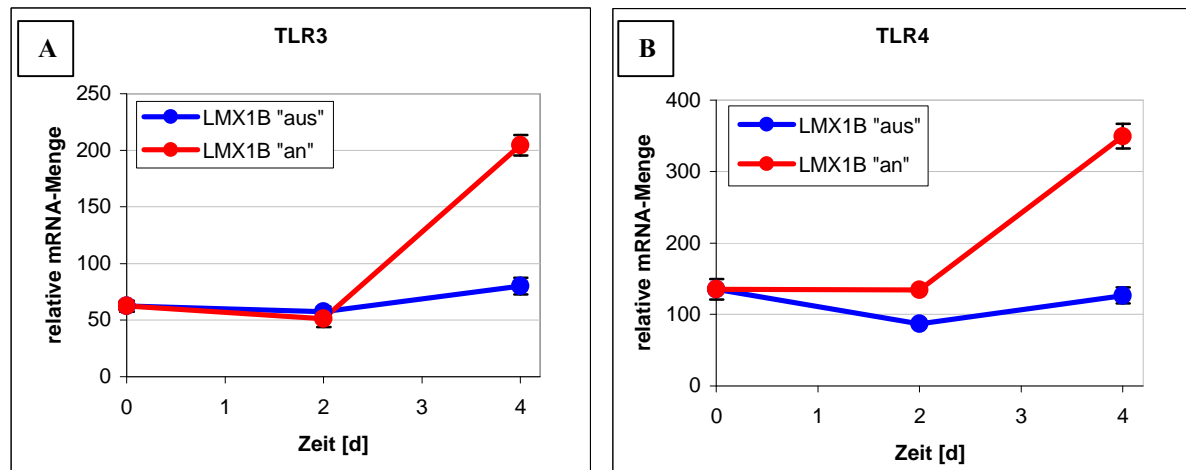 A
TLR3
LMX1B "aus"
LMX1B "an"
relative mRNA-Menge
250
200
150
100
50
0
0 1 2 3 4
Zeit [d]
B
TLR4
LMX1B "aus"
LMX1B "an"
relative mRNA-Menge
400
300
200
100
0
0 1 2 3 4
Zeit [d]